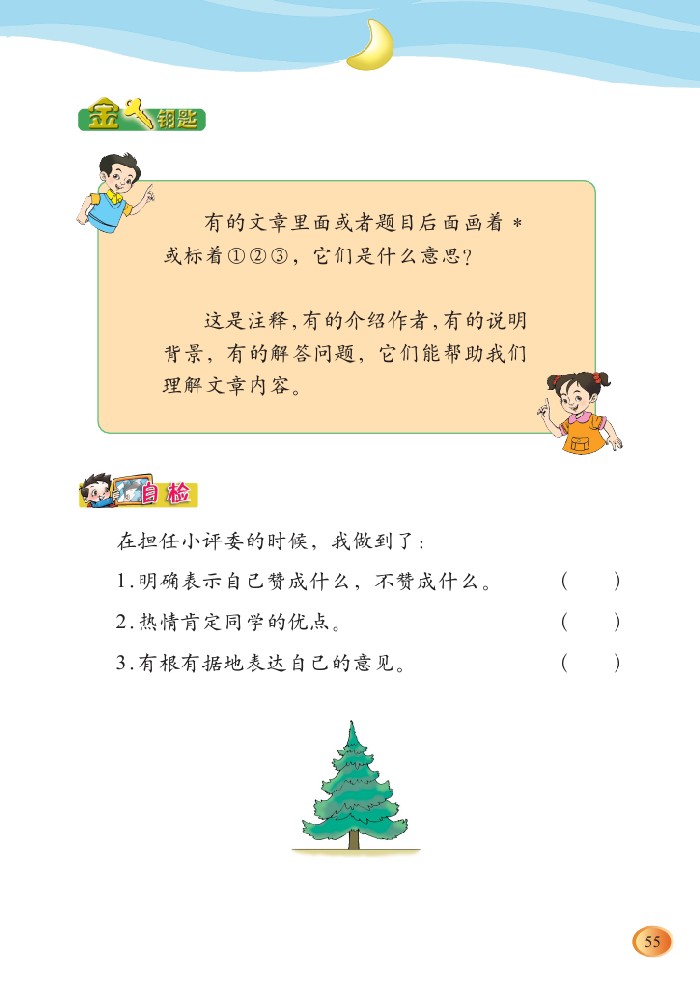 金钥匙
有的文章里面或者题目后面画着*
或标着①②③，它们是什么意思？
这是注释，有的介绍作者，有的说明
背景，有的解答问题，它们能帮助我们
理解文章内容。
自检
在担任小评委的时候，我做到了：
1.明确表示自己赞成什么，不赞成什么。（　　）
2.热情肯定同学的优点。（　　）
3.有根有据地表达自己的意见。（　　）
55